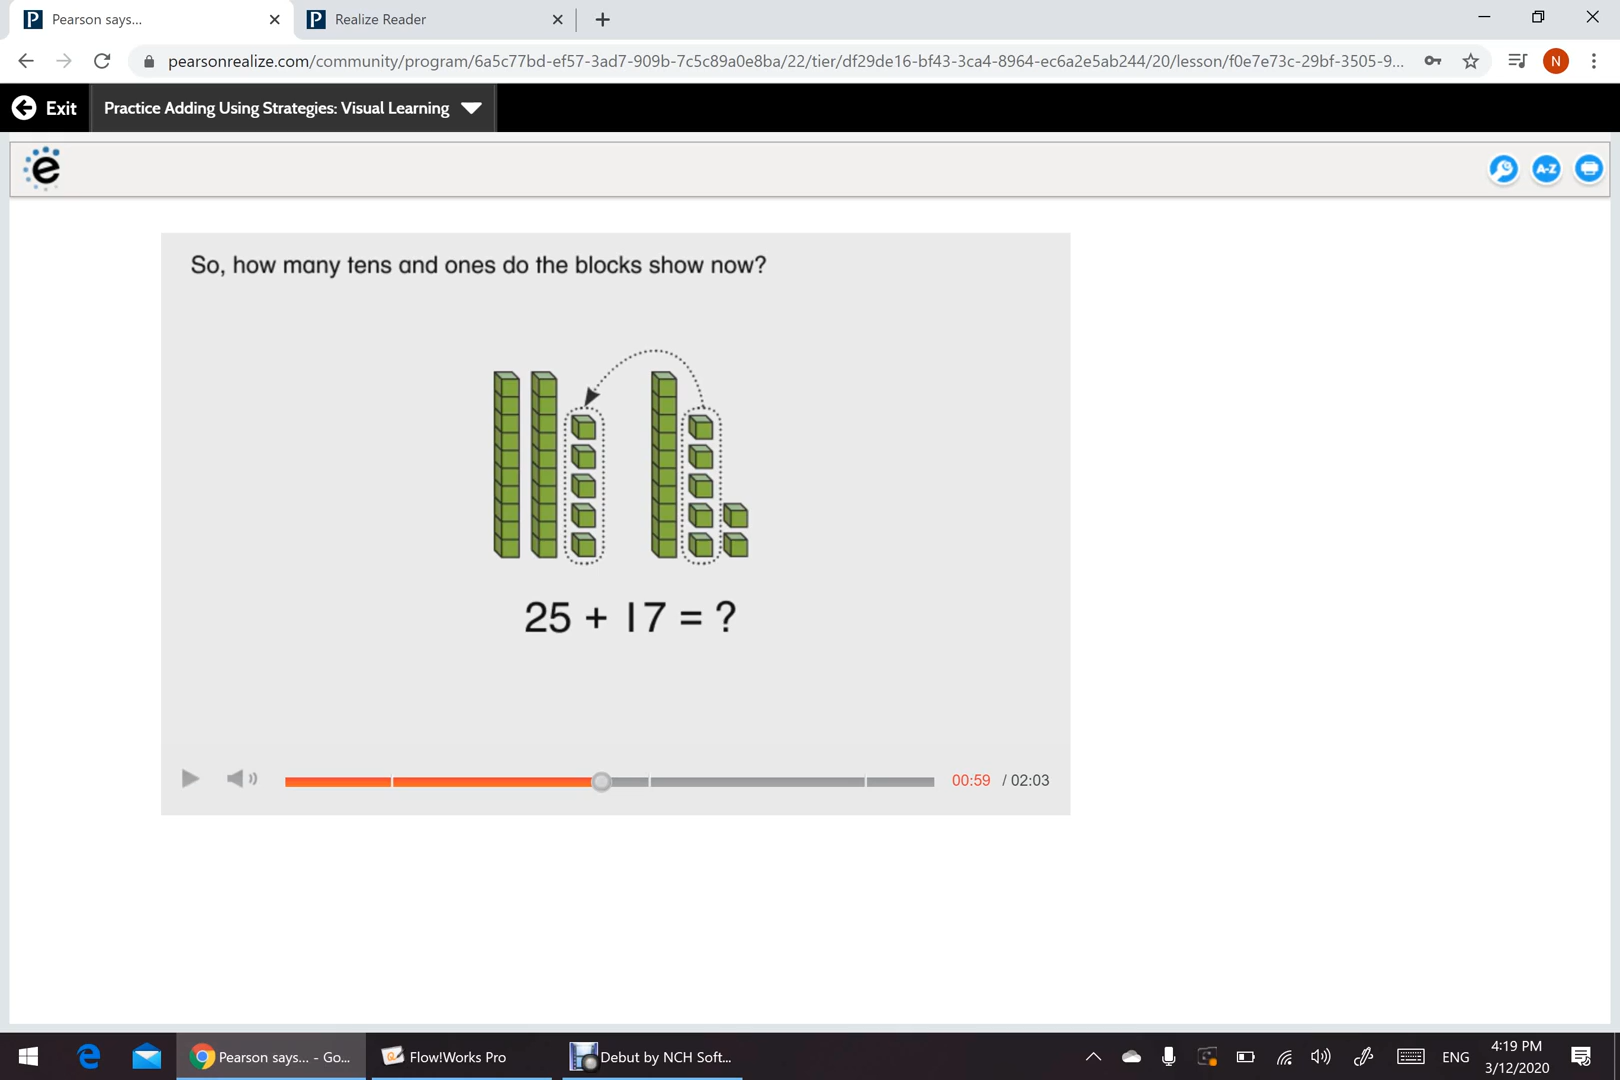 Pearson says...
Realize Reader
pearsonrealize.com/community/program/6a5c77bd-ef57-3ad7-909b-7c5c89a0e8ba/22/tier/df29de16-bf43-3ca4-8964-ec6a2e5ab244/20/lesson/f0e7e73c-29bf-3505-9...
N
Exit
Practice Adding Using Strategies: Visual Learning
e
A-Z
So, how many tens and ones do the blocks show now?
25 + 17 = ?
00:59 / 02:03
Pearson says... - Go...
Flow!Works Pro
Debut by NCH Soft...
ENG
4:19 PM
3/12/2020